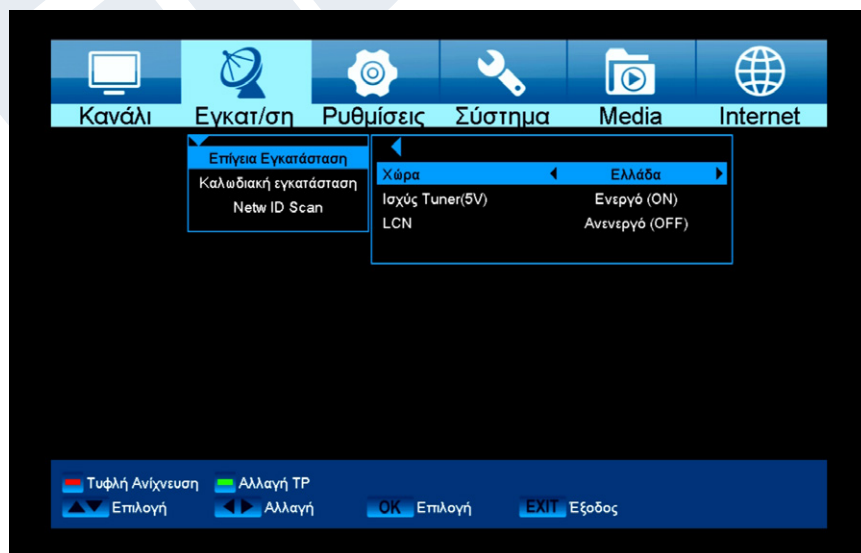 Κανάλι Εγκατ/ση Ρυθμίσεις Σύστημα Media Internet
Επίγεια Εγκατάσταση
Καλωδιακή εγκατάσταση
Netw ID Scan
Χώρα Ελλάδα
Ισχύς Tuner(5V) Ενεργό (ON)
LCN Ανενεργό (OFF)
Τυφλή Ανίχνευση Αλλαγή TP
Επιλογή Αλλαγή OK Επιλογή EXIT Έξοδος